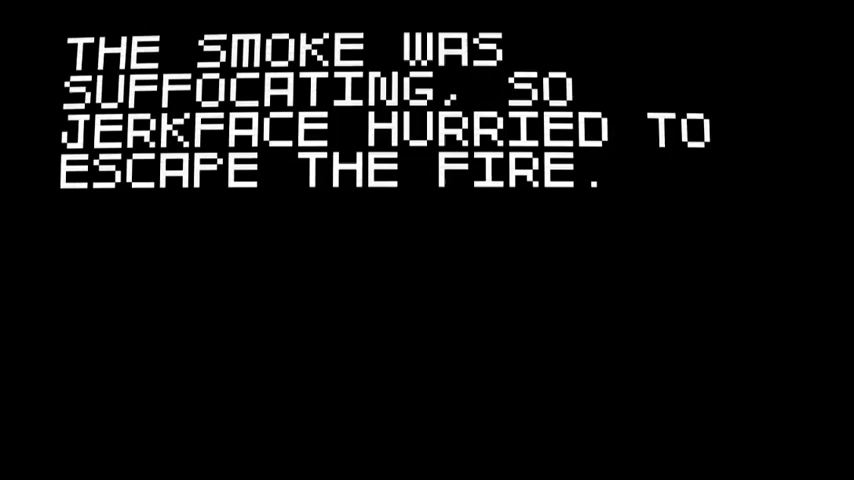 THE SMOKE WAS
SUFFOCATING, SO
JERKFACE HURRIED TO
ESCAPE THE FIRE.